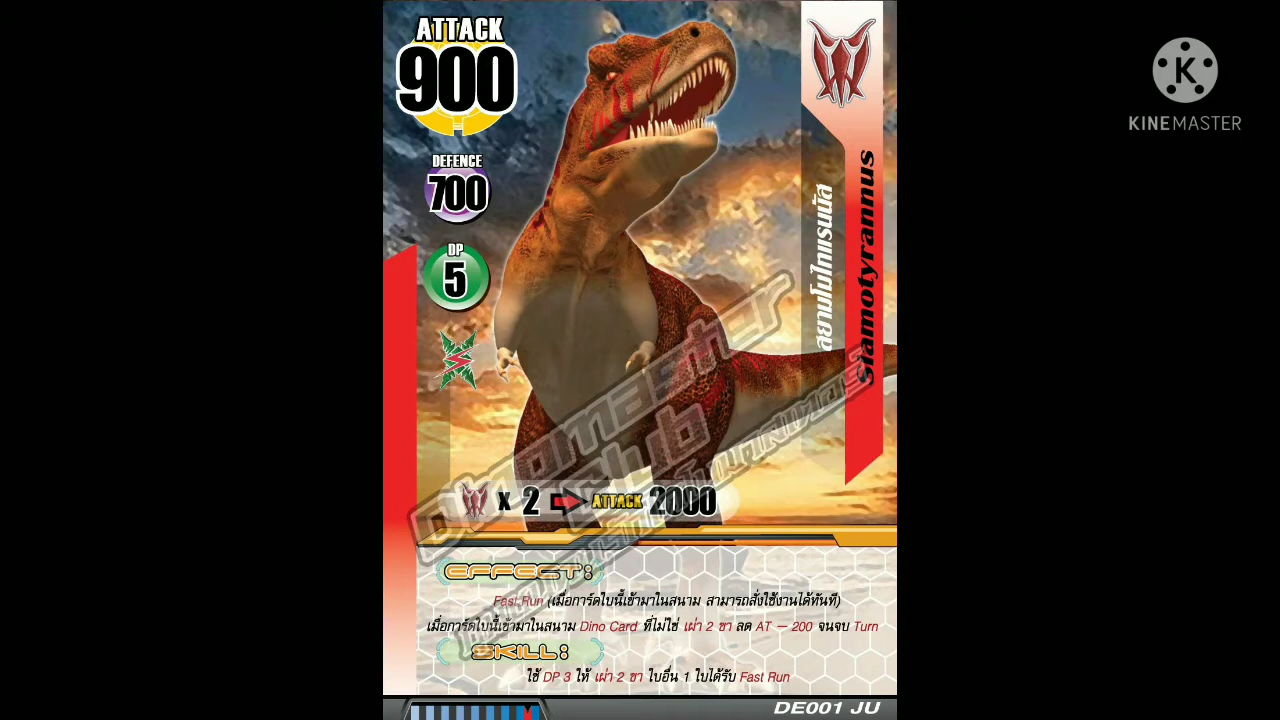 ATTACK
900
DEFENCE
700
DP
5
สยามโมไทแรนนัส
Siamotyrannus
K
KINEMASTER
X 2 ATTACK 2000
Dinomaster
Club
EFFECT:
Fast Run (เมื่อการ์ดใบนี้เข้ามาในสนาม สามารถสั่งใช้งานได้ทันที)
เมื่อการ์ดใบนี้เข้ามาในสนาม Dino Card ที่ไม่ใช่ เผ่า 2 ขา ลด AT – 200 จนจบ Turn
SKILL:
ใช้ DP 3 ให้ เผ่า 2 ขา ใบอื่น 1 ใบได้รับ Fast Run
DE001 JU